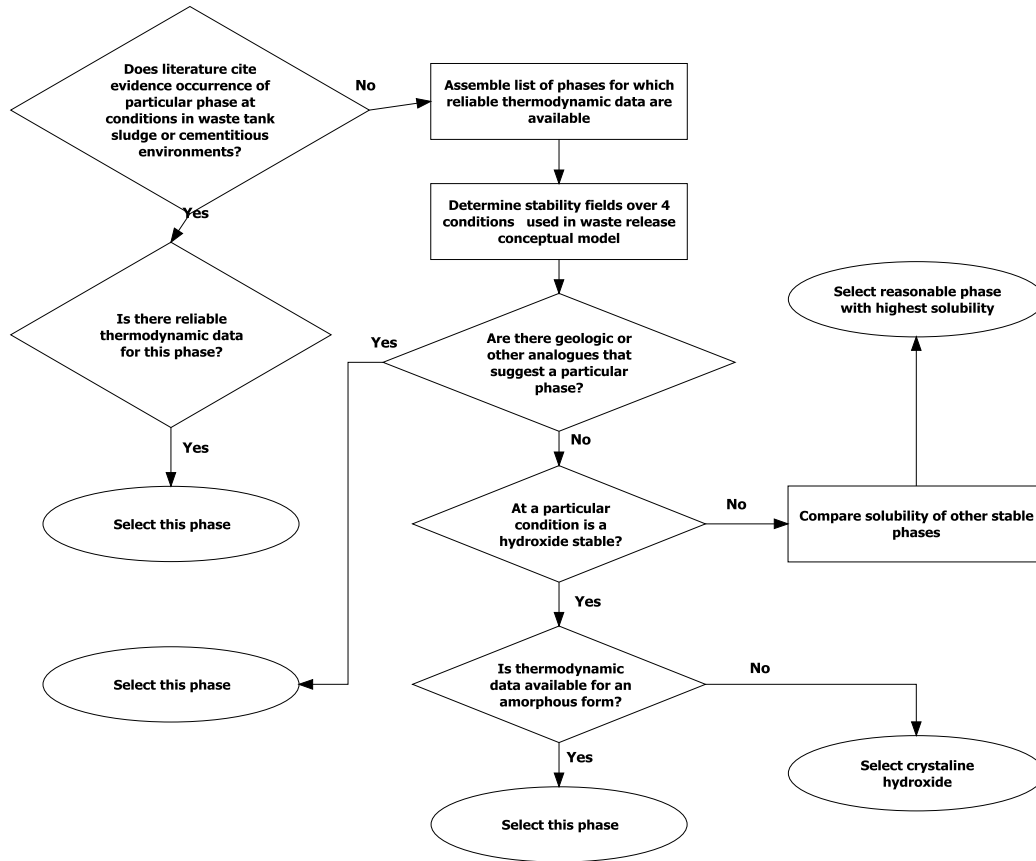 Does literature cite
evidence occurrence of
particular phase at
conditions in waste tank
sludge or cementitious
environments?
No
Assemble list of phases for which
reliable thermodynamic data are
available
Yes
Determine stability fields over 4
conditions   used in waste release
conceptual model
Is there reliable
thermodynamic data
for this phase?
Yes
Are there geologic or
other analogues that
suggest a particular
phase?
Select reasonable phase
with highest solubility
Yes
No
Select this phase
At a particular
condition is a
hydroxide stable?
No
Compare solubility of other stable
phases
Yes
Select this phase
Is thermodynamic
data available for an
amorphous form?
No
Yes
Select crystaline
hydroxide
Select this phase